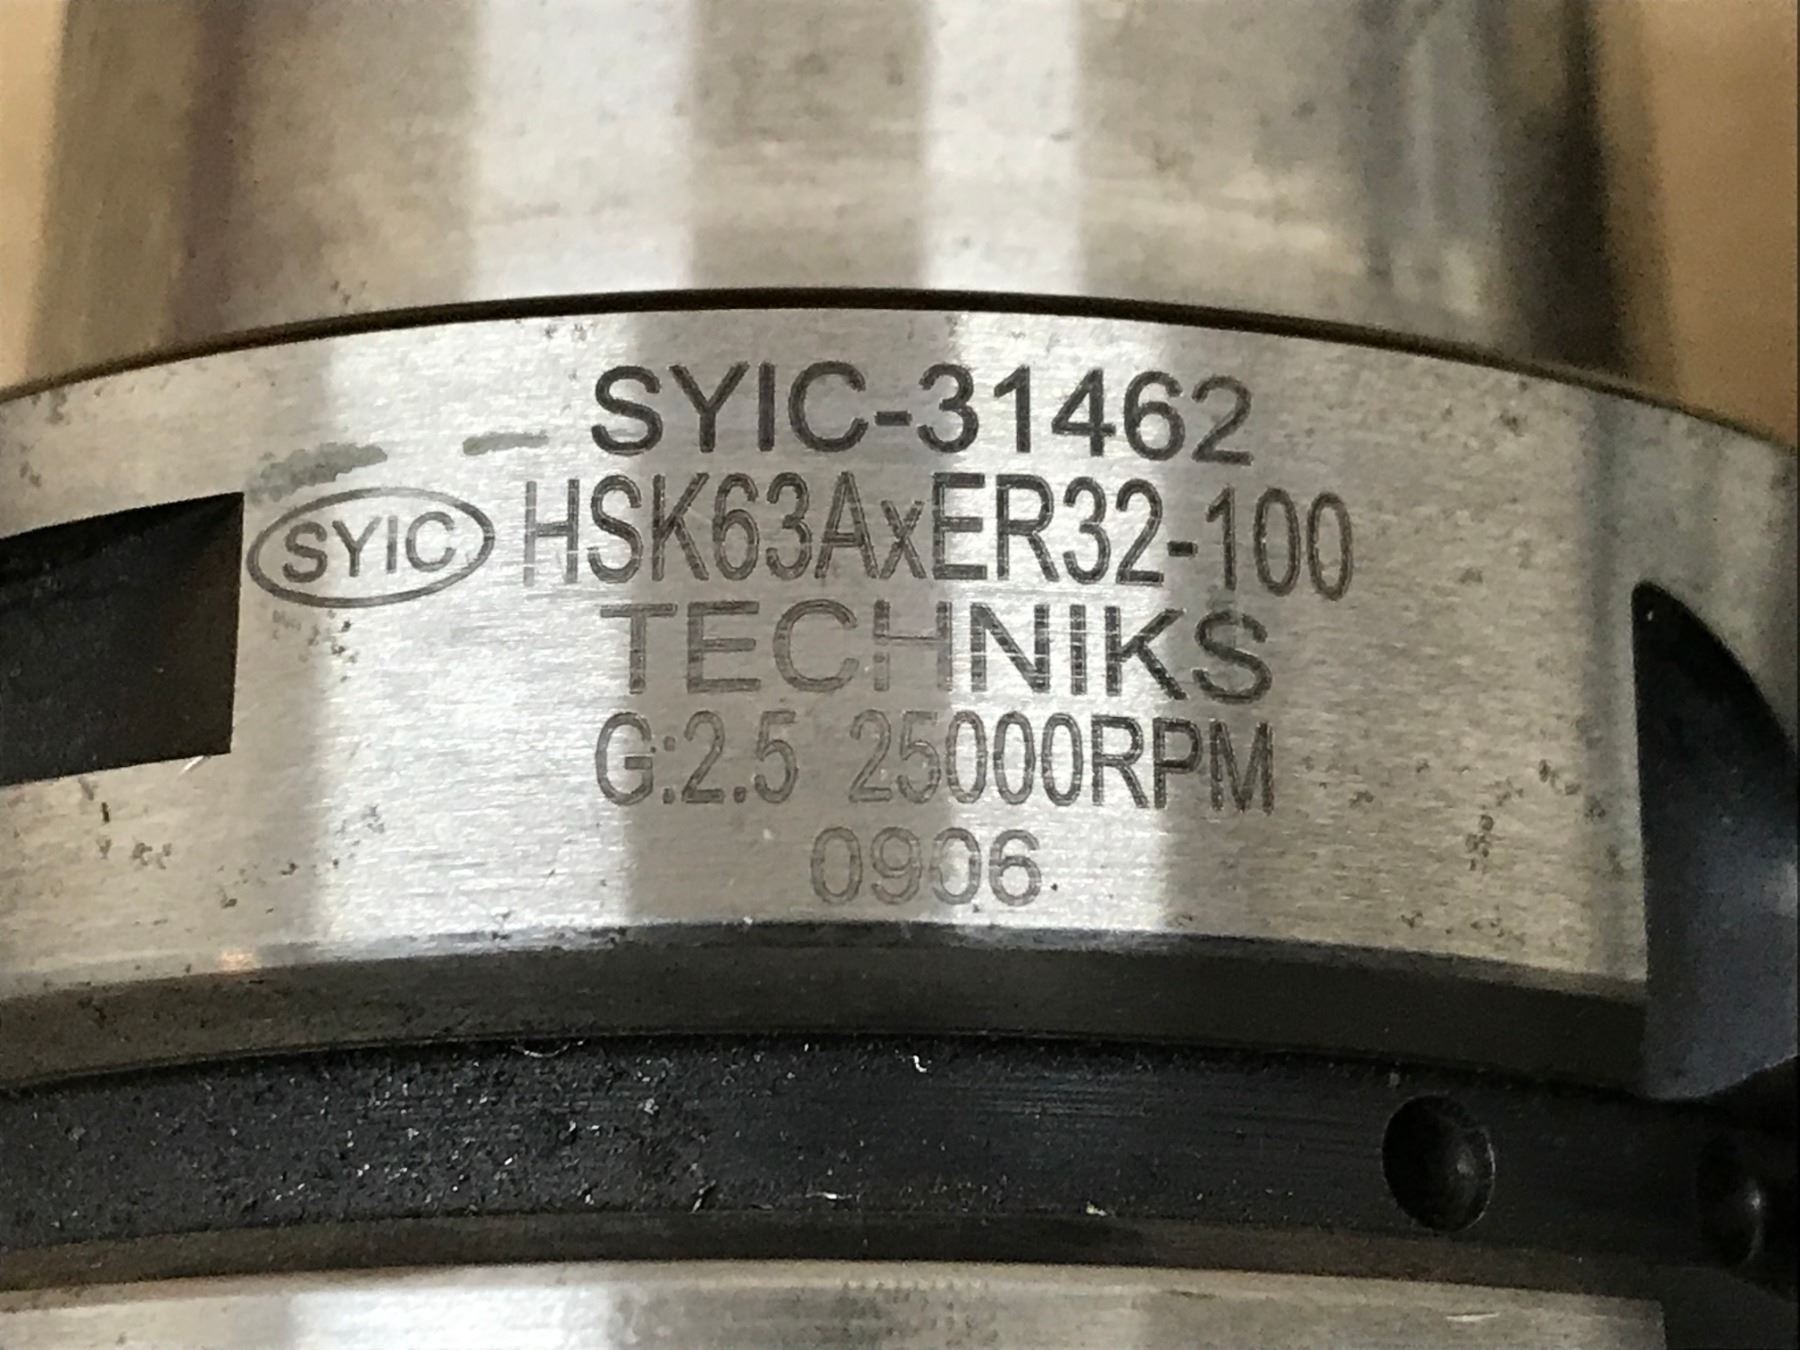 SYIC-31462
SYIC HSK63AxER32-100
TECHNIKS
G:2.5 25000RPM
0906